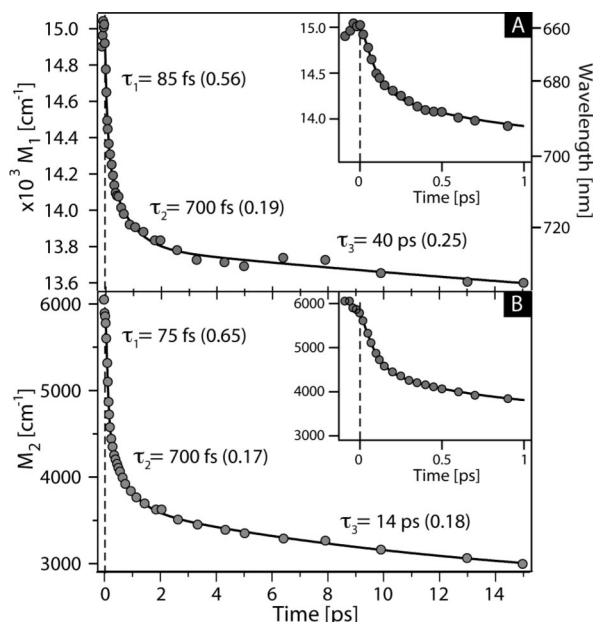 A
x10³ M₁ [cm⁻¹]
15.0
14.8
14.6
14.4
14.2
14.0
13.8
13.6
τ₁= 85 fs (0.56)
τ₂= 700 fs (0.19)
τ₃= 40 ps (0.25)
15.0
14.5
14.0
0
0.5
1
Time [ps]
660
680
700
720
Wavelength [nm]
B
M₂ [cm⁻¹]
6000
5000
4000
3000
τ₁= 75 fs (0.65)
τ₂= 700 fs (0.17)
τ₃= 14 ps (0.18)
6000
5000
4000
3000
0
0.5
1
Time [ps]
0 2 4 6 8 10 12 14
Time [ps]